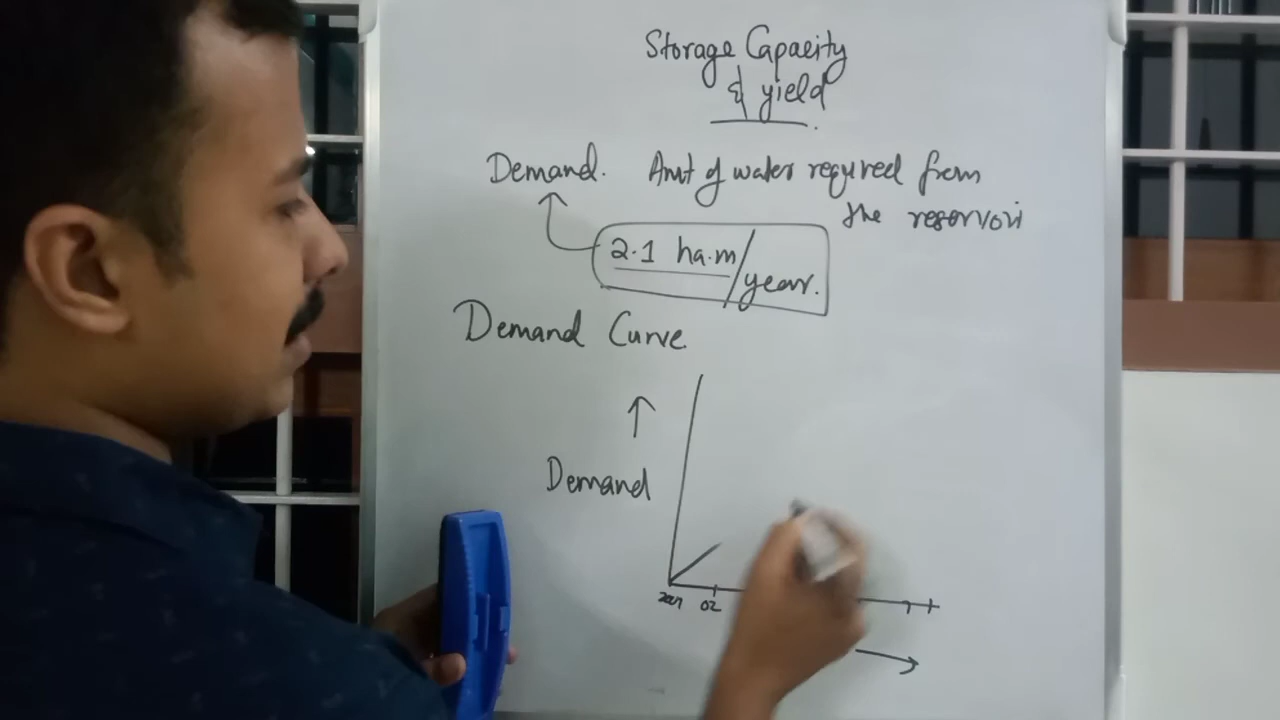 Storage Capacity
& yield
Demand. Amt of water required from
the reservoir
2.1 ha.m/year.
Demand Curve
Demand
02